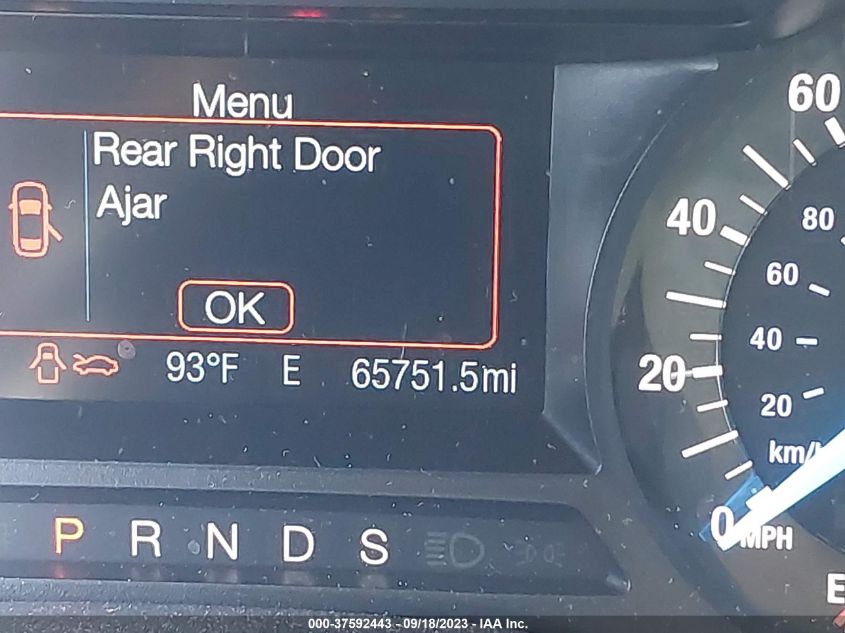 Menu
Rear Right Door
Ajar
OK
93°F E 65751.5mi
P R N D S
60
40
20
0
MPH
80
60
40
20
km/
E
000-37592443 - 09/18/2023 - IAA Inc.